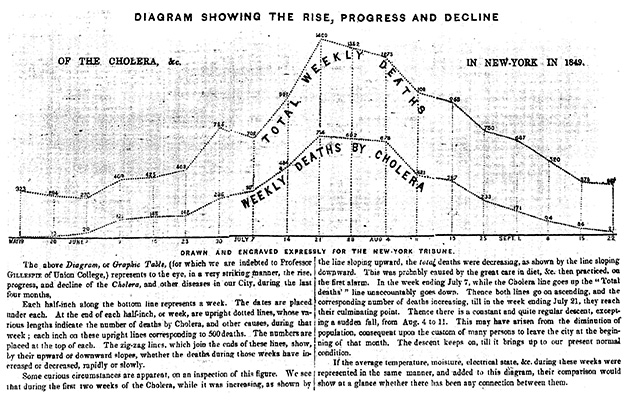 DIAGRAM SHOWING THE RISE, PROGRESS AND DECLINE
OF THE CHOLERA, &c.
IN NEW-YORK IN 1849.
TOTAL WEEKLY DEATHS
WEEKLY DEATHS BY CHOLERA
DRAWN AND ENGRAVED EXPRESSLY FOR THE NEW-YORK TRIBUNE.
The above Diagram, or Graphic Table, (for which we are indebted to Professor
GILLESPIE of Union College,) represents to the eye, in a very striking manner, the rise,
progress, and decline of the Cholera, and other diseases in our City, during the last
four months.
Each half-inch along the bottom line represents a week. The dates are placed
under each. At the end of each half-inch, or week, are upright dotted lines, whose va-
rious lengths indicate the number of deaths by Cholera, and other causes, during that
week; each inch on these upright lines corresponding to 500 deaths. The numbers are
placed at the top of each. The zig-zag lines, which join the ends of these lines, show,
by their upward or downward slopes, whether the deaths during those weeks have in-
creased or decreased, rapidly or slowly.
Some curious circumstances are apparent, on an inspection of this figure. We see
that during the first two weeks of the Cholera, while it was increasing, as shown by
the line sloping upward, the total deaths were decreasing, as shown by the line sloping
downward. This was probably caused by the great care in diet, &c. then practiced, on
the first alarm. In the week ending July 7, while the Cholera line goes up the "Total
deaths" line unaccountably goes down. Thence both lines go on ascending, and the
corresponding number of deaths increasing, till in the week ending July 21, they reach
their culminating point. Thence there is a constant and quite regular descent, except-
ing a sudden fall, from Aug. 4 to 11. This may have arisen from the diminution of
population, consequent upon the custom of many persons to leave the city at the begin-
ning of that month. The descent keeps on, till it brings up to our present normal
condition.
If the average temperature, moisture, electrical state, &c. during these weeks were
represented in the same manner, and added to this diagram, their comparison would
show at a glance whether there has been any connection between them.